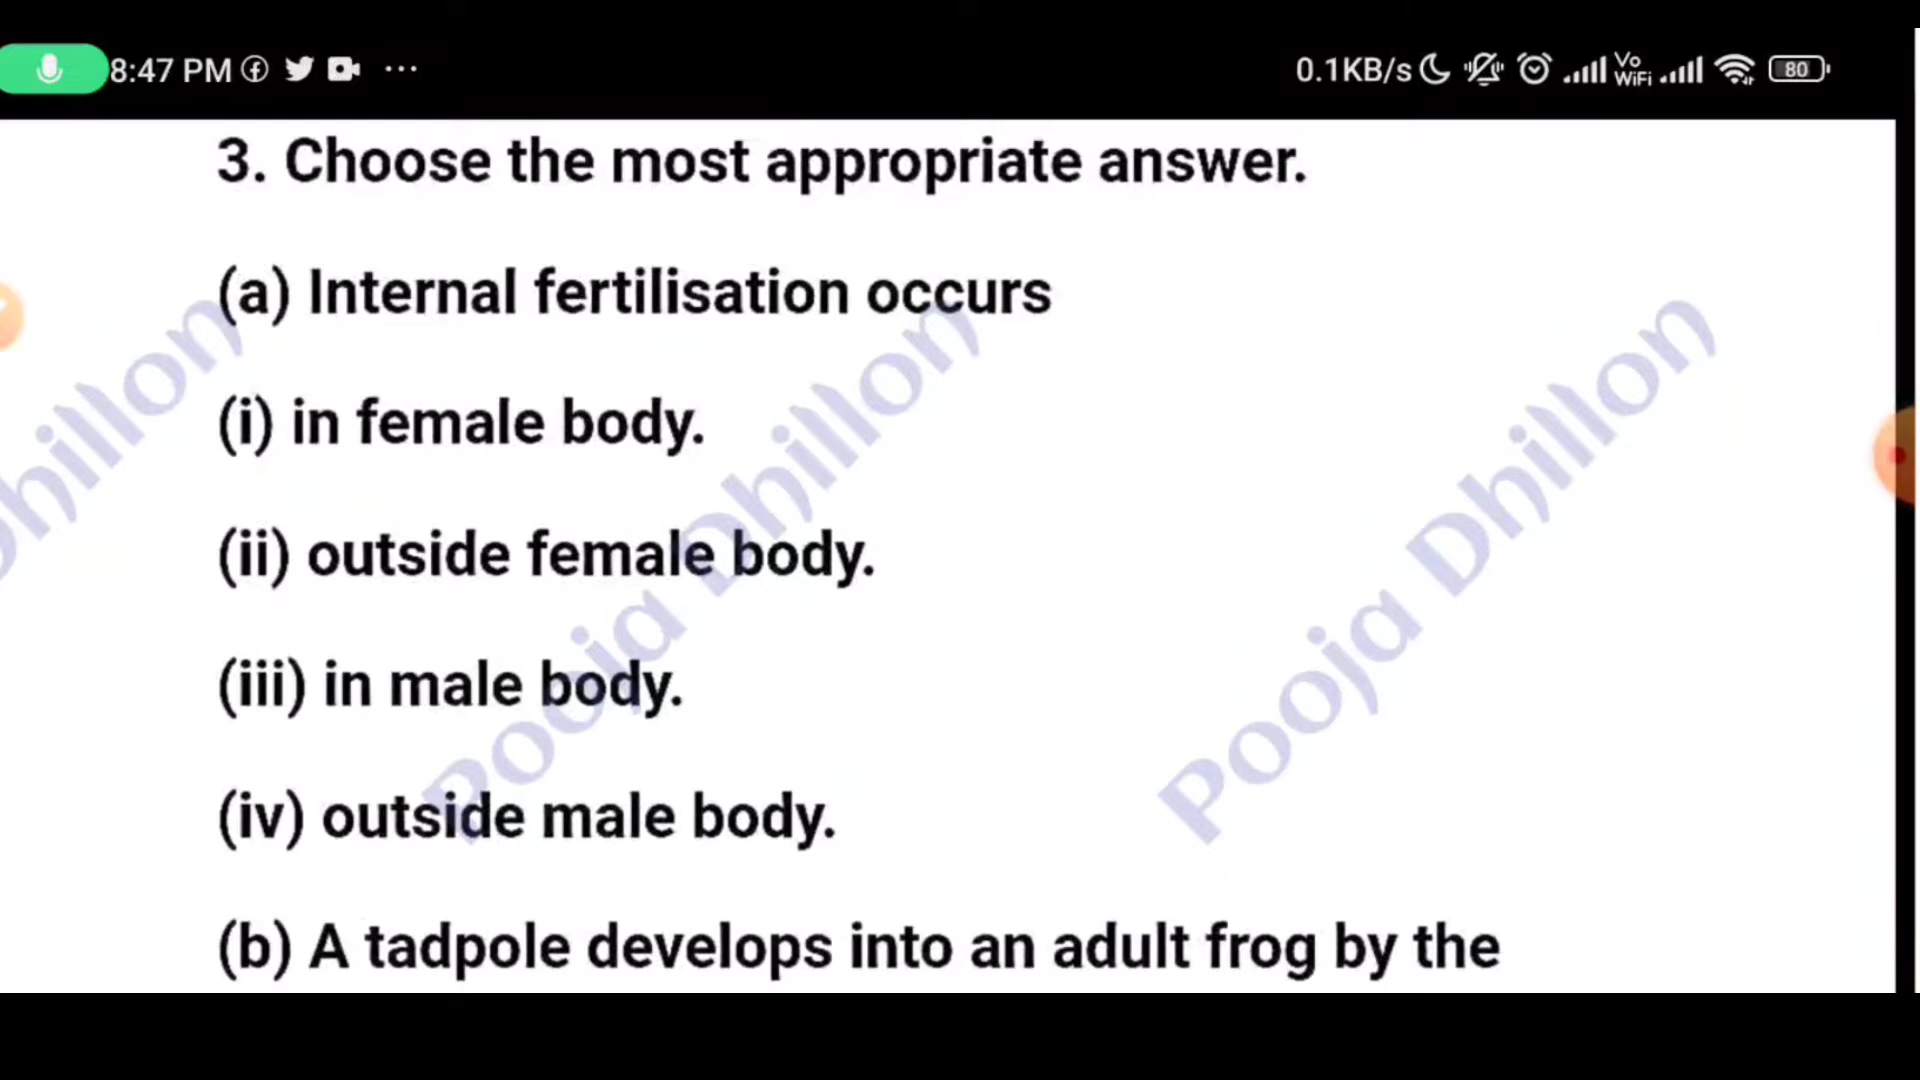 8:47 PM
0.1KB/s Vo WiFi 80
3. Choose the most appropriate answer.
(a) Internal fertilisation occurs
(i) in female body.
(ii) outside female body.
(iii) in male body.
(iv) outside male body.
(b) A tadpole develops into an adult frog by the
Dhillon
Pooja Dhillon
Pooja Dhillon